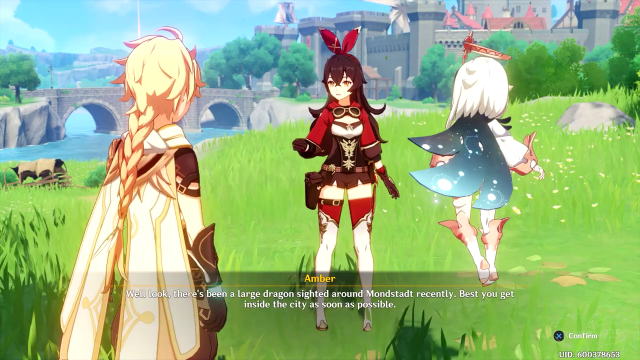 Amber
Well look, there's been a large dragon sighted around Mondstadt recently. Best you get
inside the city as soon as possible.
Confirm
UID: 600378653